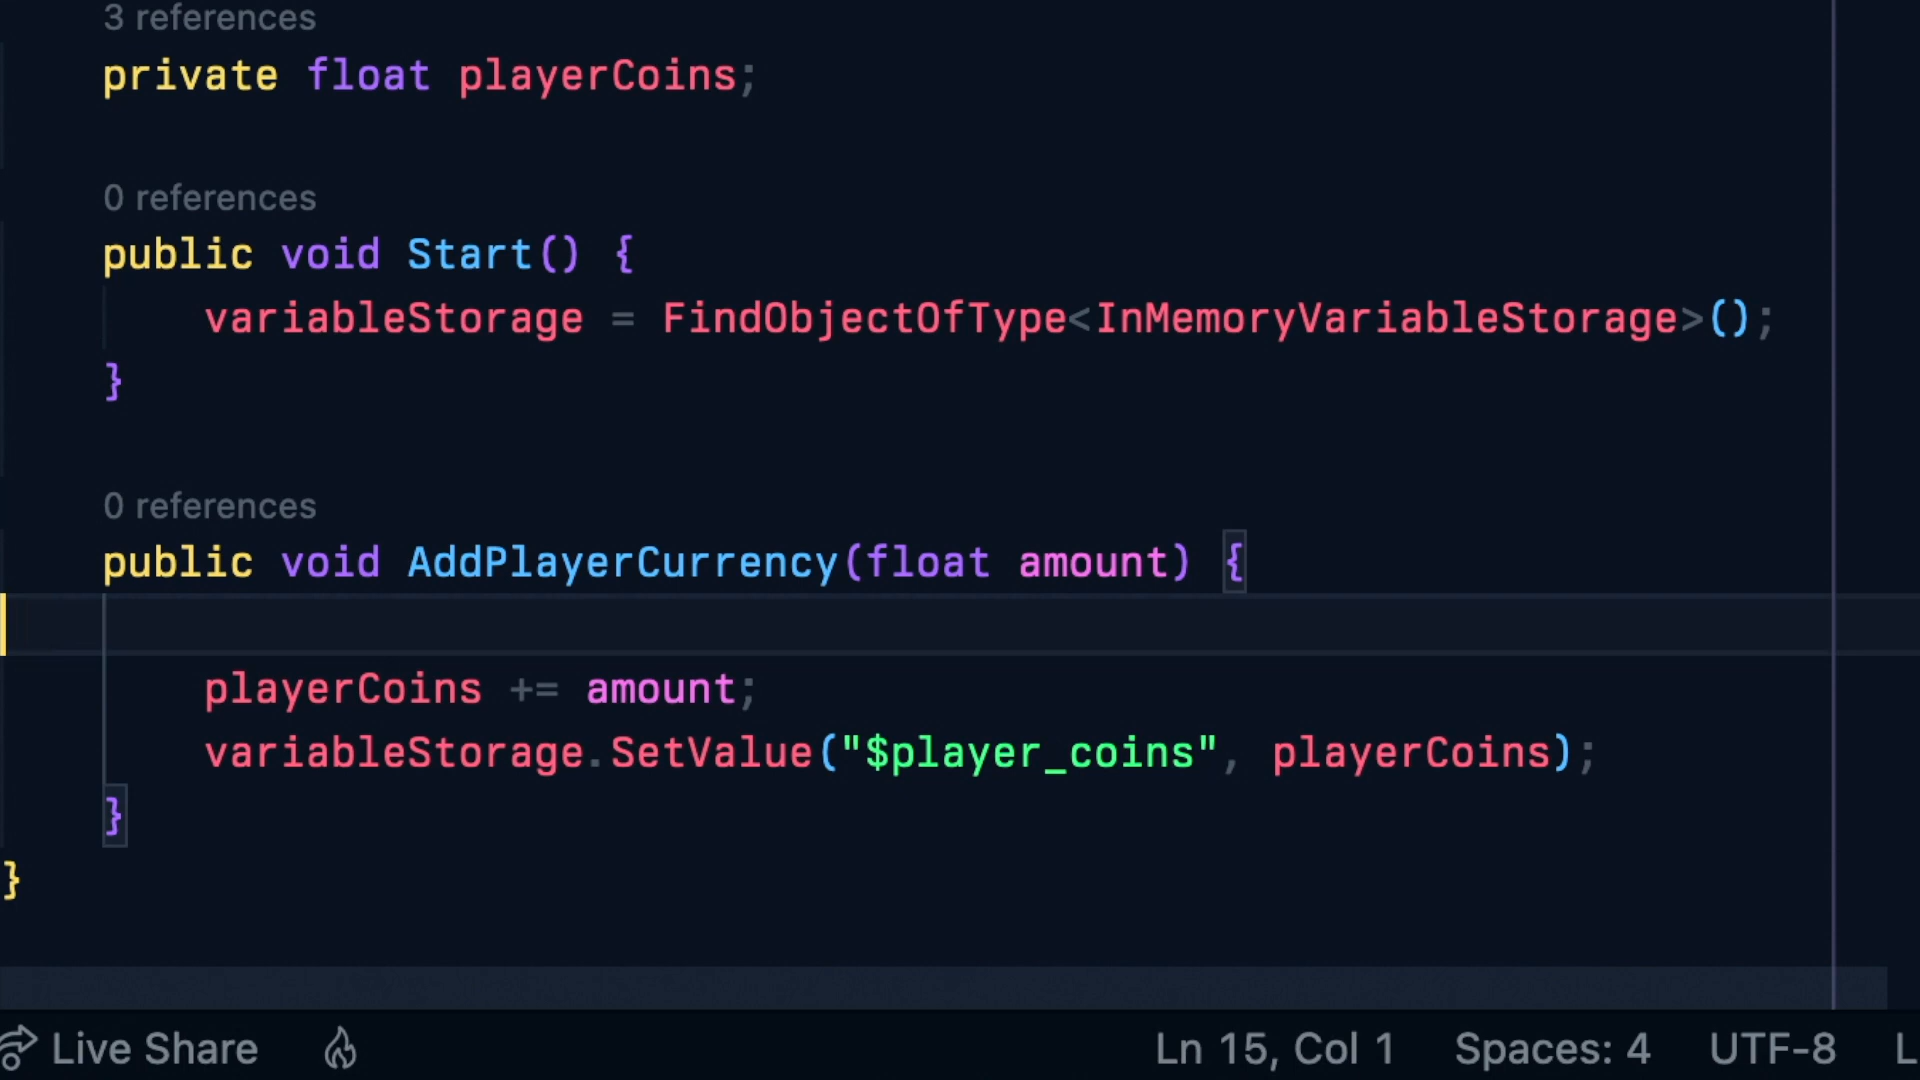 3 references
private float playerCoins;
0 references
public void Start() {
variableStorage = FindObjectOfType<InMemoryVariableStorage>();
}
0 references
public void AddPlayerCurrency(float amount) {
playerCoins += amount;
variableStorage.SetValue("$player_coins", playerCoins);
}
}
Live Share Ln 15, Col 1 Spaces: 4 UTF-8 L